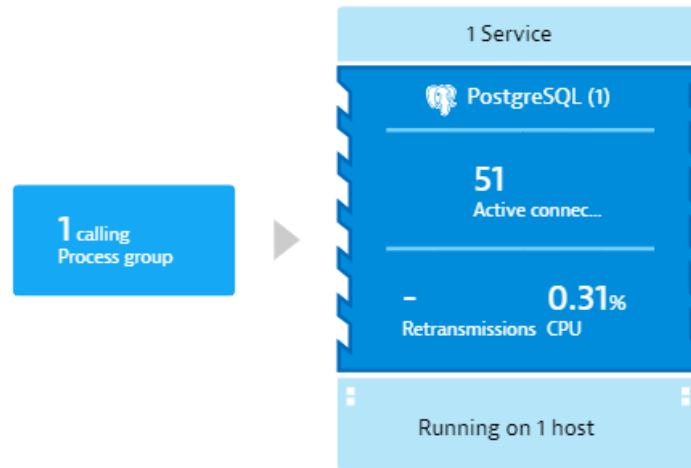 1 Service
PostgreSQL (1)
51
Active connec...
1 calling
Process group
-
0.31%
Retransmissions
CPU
Running on 1 host